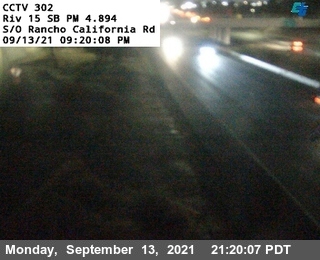 CCTV 302
Riv 15 SB PM 4.894
S/O Rancho California Rd
09/13/21 09:20:08 PM
Monday, September 13, 2021 21:20:07 PDT